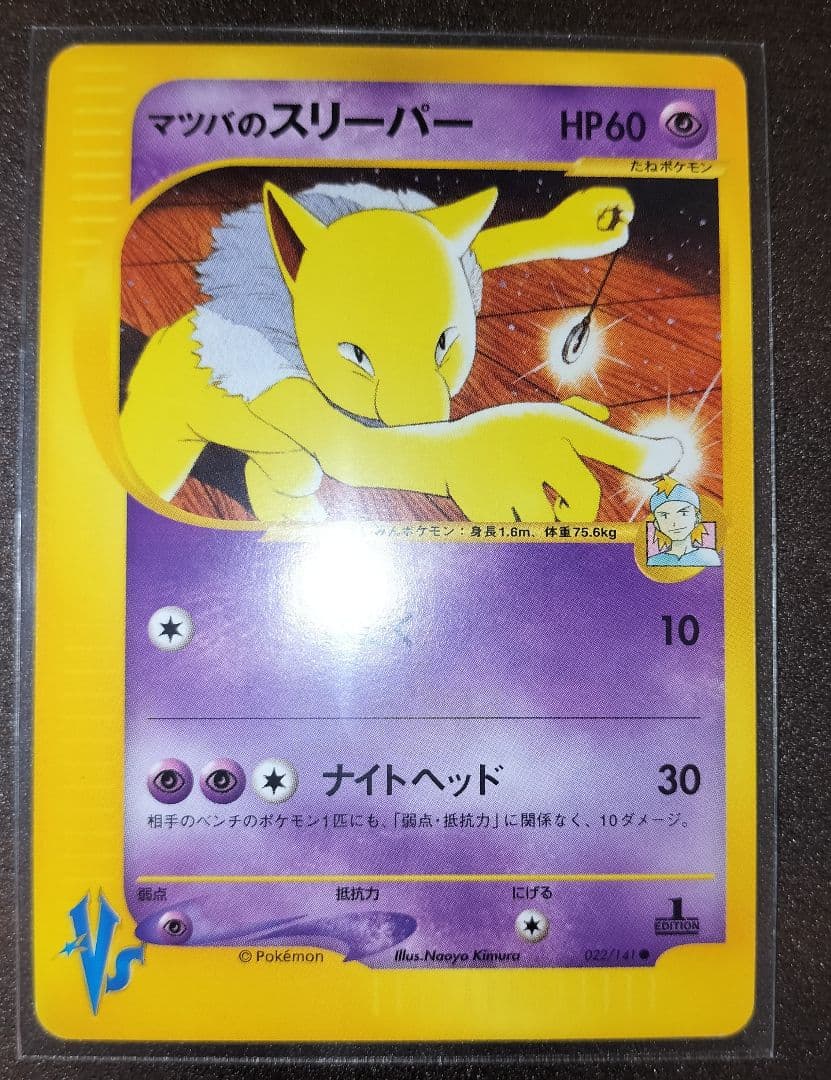 マツバのスリーパー HP60
たねポケモン
みんポケモン：身長1.6m、体重75.6kg
10
ナイトヘッド 30
相手のベンチのポケモン1匹にも、「弱点・抵抗力」に関係なく、10ダメージ。
弱点 抵抗力 にげる
1 EDITION
VS
©Pokémon Illus.Naoyo Kimura 022/141